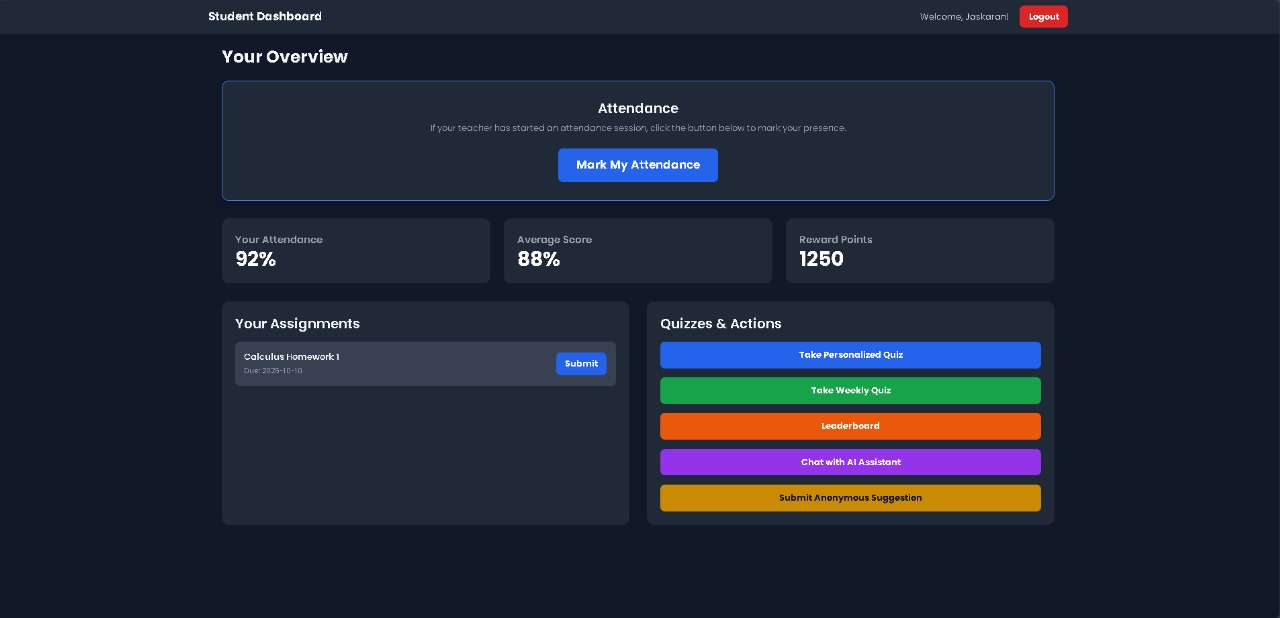 Student Dashboard
Welcome, Jaskaran!
Logout
Your Overview
Attendance
If your teacher has started an attendance session, click the button below to mark your presence.
Mark My Attendance
Your Attendance
92%
Average Score
88%
Reward Points
1250
Your Assignments
Calculus Homework 1
Due: 2025-10-10
Submit
Quizzes & Actions
Take Personalized Quiz
Take Weekly Quiz
Leaderboard
Chat with AI Assistant
Submit Anonymous Suggestion